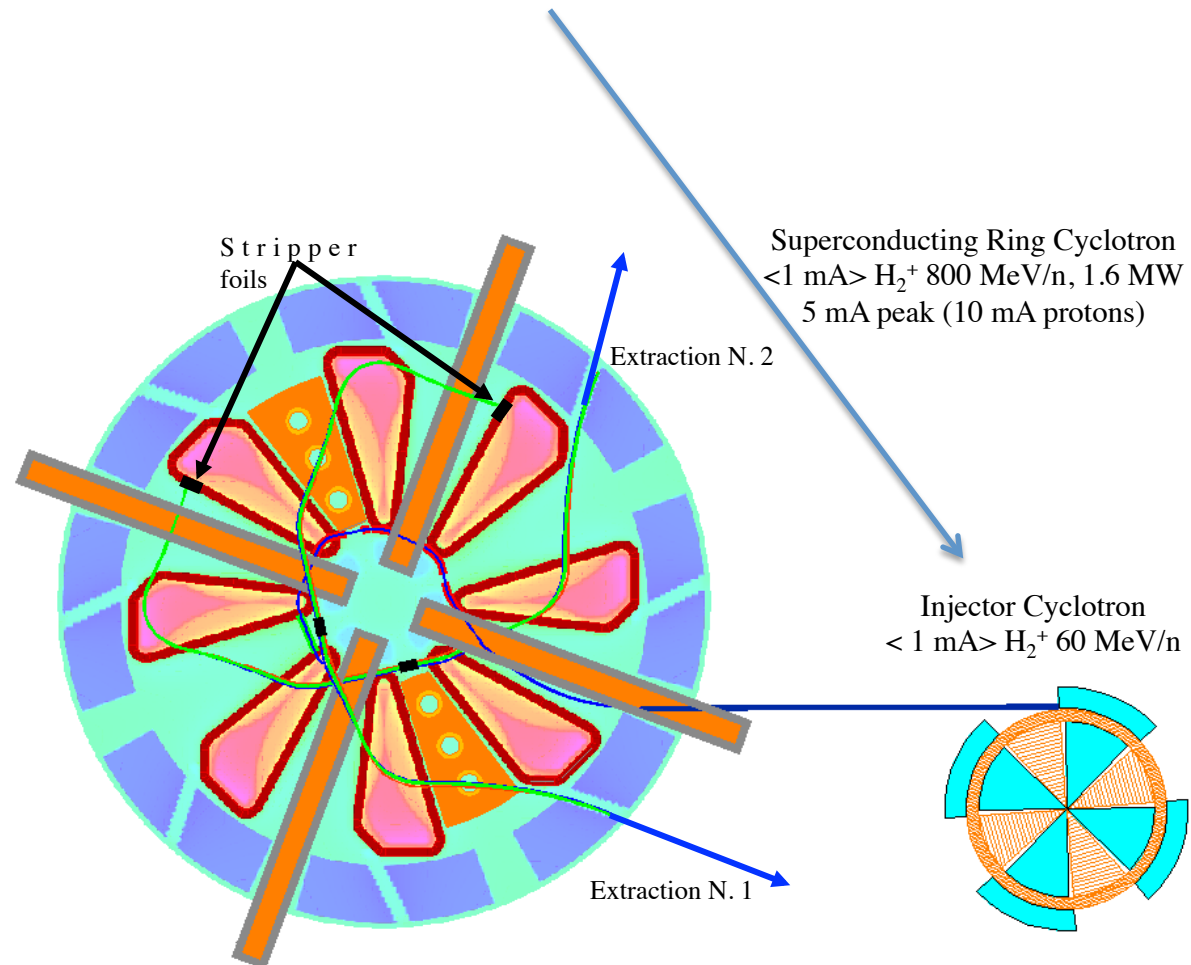 Stripper
foils
Superconducting Ring Cyclotron
<1 mA> H₂⁺ 800 MeV/n, 1.6 MW
5 mA peak (10 mA protons)
Extraction N. 2
Injector Cyclotron
< 1 mA> H₂⁺ 60 MeV/n
Extraction N. 1